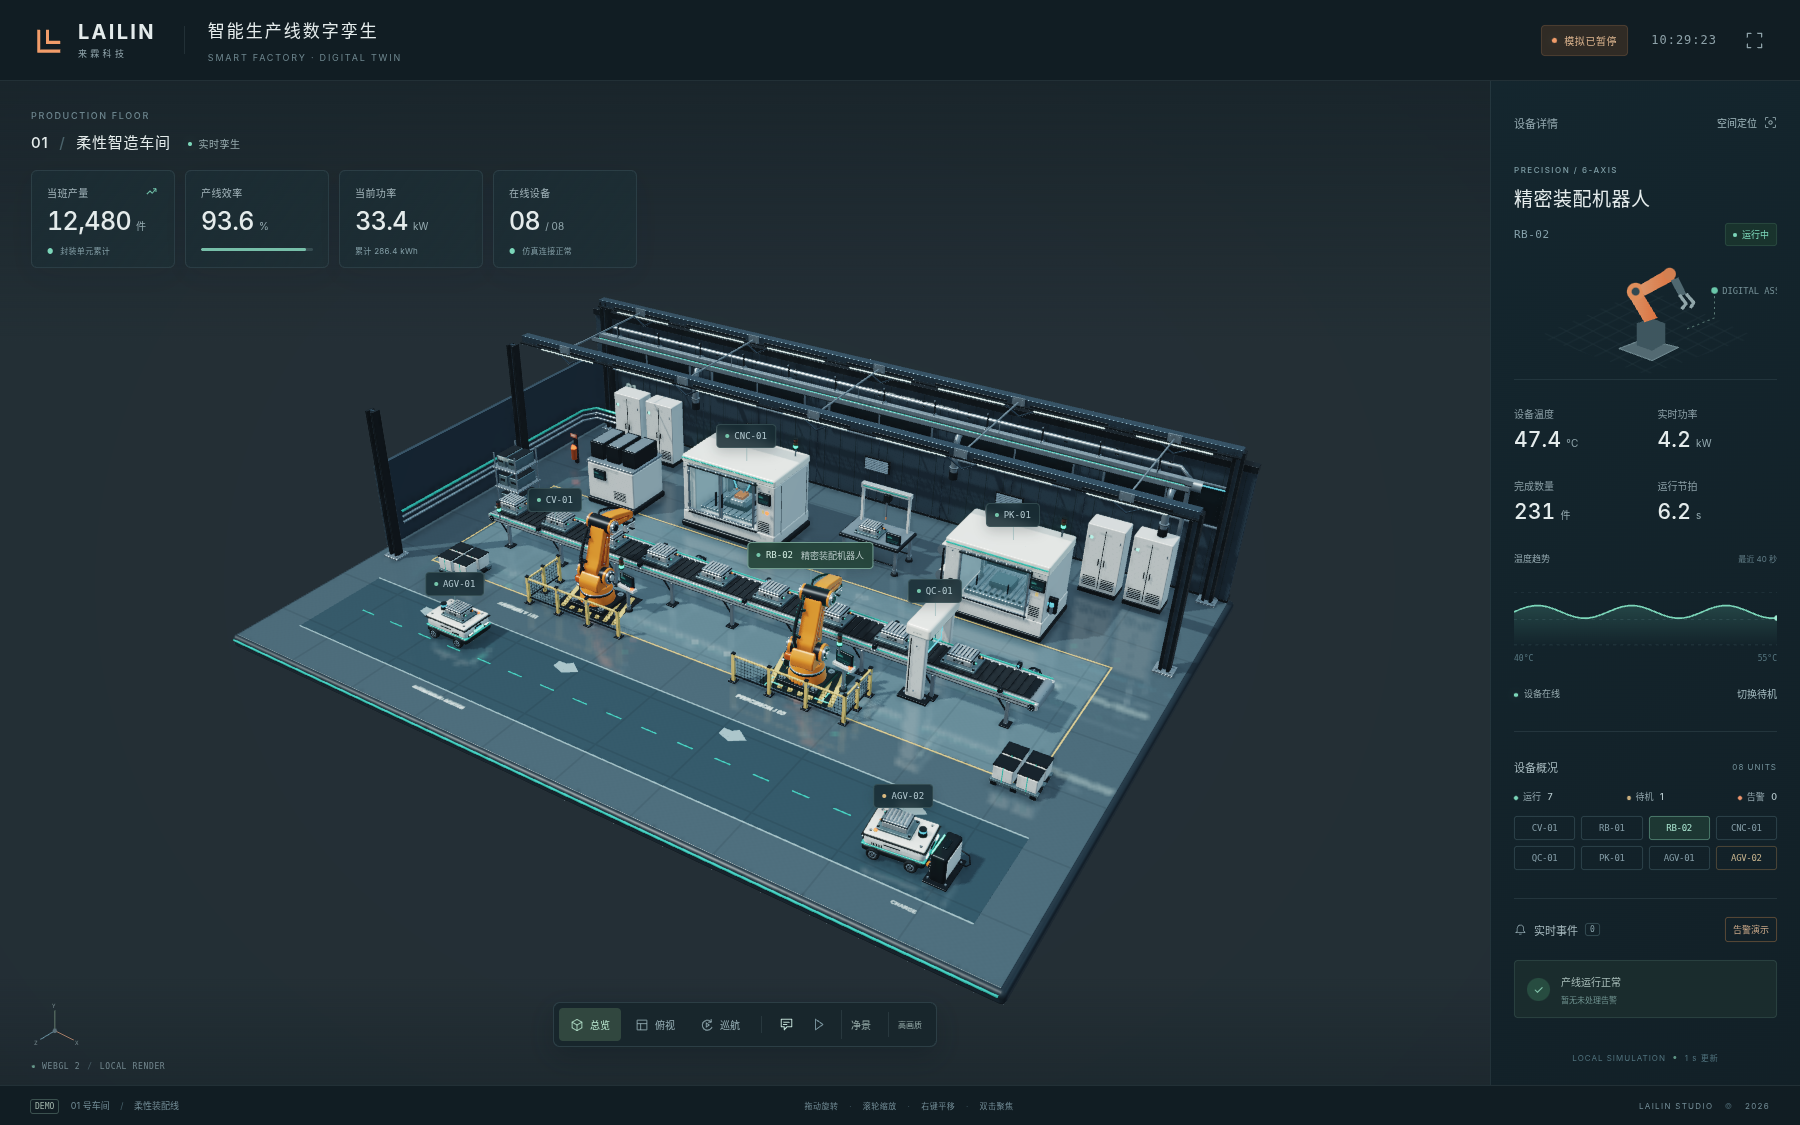 LAILIN
来霖科技
智能生产线数字孪生
SMART FACTORY · DIGITAL TWIN
模拟已暂停
10:29:23
PRODUCTION FLOOR
01 / 柔性智造车间
实时孪生
当班产量
12,480 件
封装单元累计
产线效率
93.6 %
当前功率
33.4 kW
累计 286.4 kWh
在线设备
08 / 08
仿真连接正常
CNC-01
CV-01
PK-01
RB-02 精密装配机器人
AGV-01
QC-01
AGV-02
CHARGE
总览
俯视
巡航
净景
高画质
WEBGL 2 / LOCAL RENDER
设备详情
空间定位
PRECISION / 6-AXIS
精密装配机器人
RB-02
运行中
DIGITAL ASS
设备温度
47.4 °C
实时功率
4.2 kW
完成数量
231 件
运行节拍
6.2 s
温度趋势
最近 40 秒
40°C
55°C
设备在线
切换待机
设备概况
08 UNITS
运行 7
待机 1
告警 0
CV-01
RB-01
RB-02
CNC-01
QC-01
PK-01
AGV-01
AGV-02
实时事件 0
告警演示
产线运行正常
暂无未处理告警
LOCAL SIMULATION • 1 s 更新
DEMO 01 号车间 / 柔性装配线
拖动旋转 · 滚轮缩放 · 右键平移 · 双击聚焦
LAILIN STUDIO © 2026